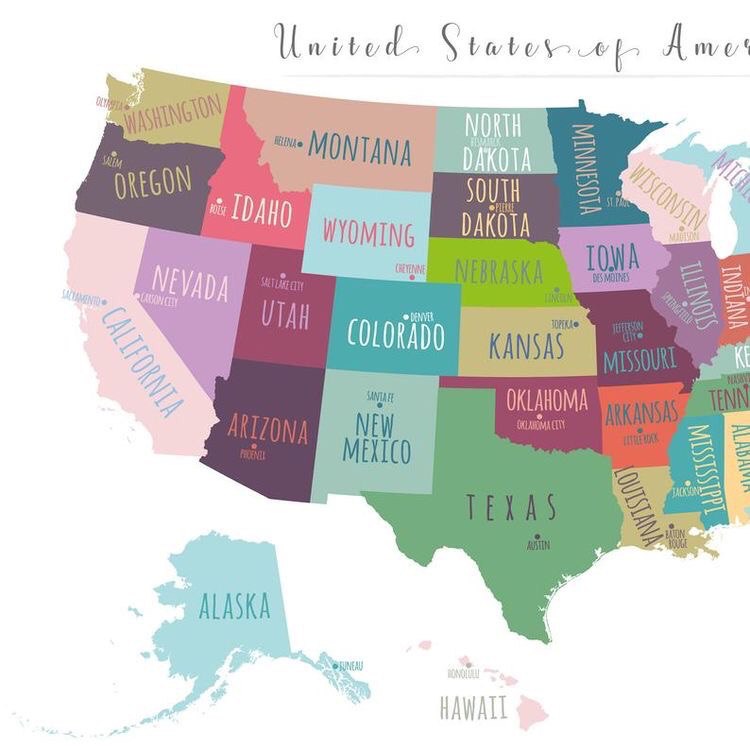 United States of Amer
WASHINGTON
OLYMPIA
OREGON
SALEM
IDAHO
BOISE
MONTANA
HELENA
NORTH
DAKOTA
BISMARCK
SOUTH
DAKOTA
PIERRE
MINNESOTA
ST. PAUL
WISCONSIN
MADISON
MICHI
WYOMING
CHEYENNE
NEBRASKA
LINCOLN
IOWA
DES MOINES
ILLINOIS
SPRINGFIELD
INDIANA
NEVADA
CARSON CITY
CALIFORNIA
SACRAMENTO
UTAH
SALT LAKE CITY
COLORADO
DENVER
KANSAS
TOPEKA
MISSOURI
JEFFERSON
CITY
KE
NASHV
TENN
ARIZONA
PHOENIX
NEW
MEXICO
SANTA FE
OKLAHOMA
OKLAHOMA CITY
ARKANSAS
LITTLE ROCK
MISSISSIPPI
JACKSON
ALABAMA
TEXAS
AUSTIN
LOUISIANA
BATON
ROUGE
ALASKA
JUNEAU
HAWAII
HONOLULU